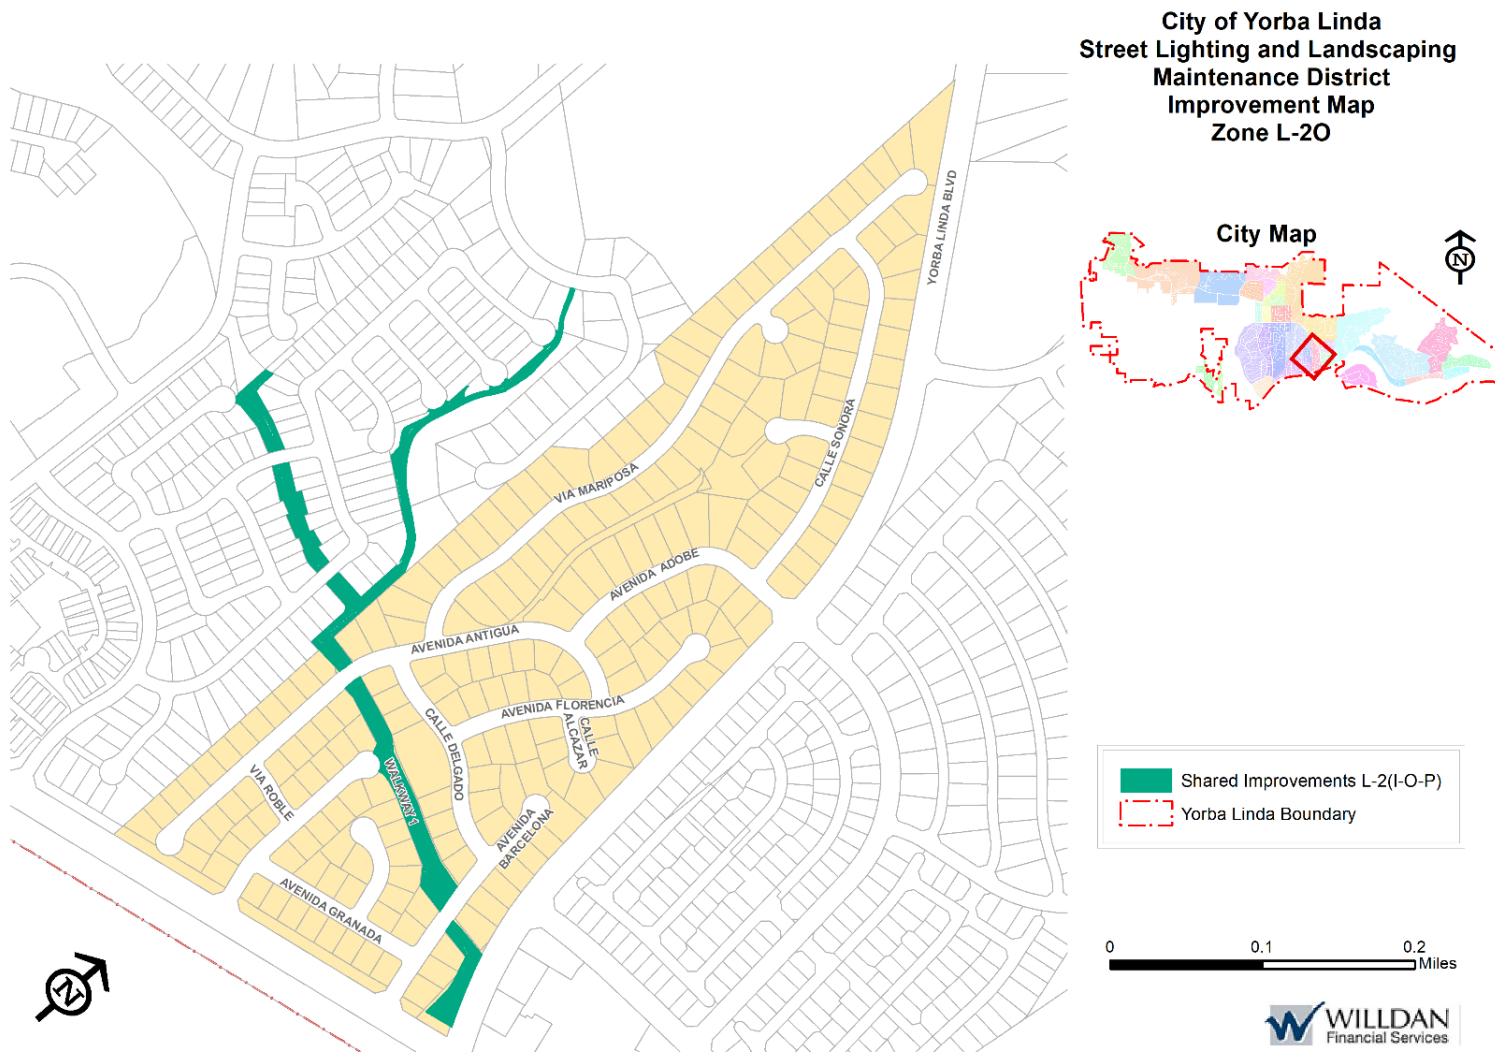 City of Yorba Linda
Street Lighting and Landscaping
Maintenance District
Improvement Map
Zone L-2O
City Map
N
YORBA LINDA BLVD
CALLE SONORA
VIA MARIPOSA
AVENIDA ADOBE
AVENIDA ANTIGUA
AVENIDA FLORENCIA
CALLE
ALCAZAR
CALLE DELGADO
WALKWAY 1
VIA ROBLE
AVENIDA
BARCELONA
AVENIDA GRANADA
Shared Improvements L-2(I-O-P)
Yorba Linda Boundary
0 0.1 0.2
Miles
N
WILLDAN
Financial Services